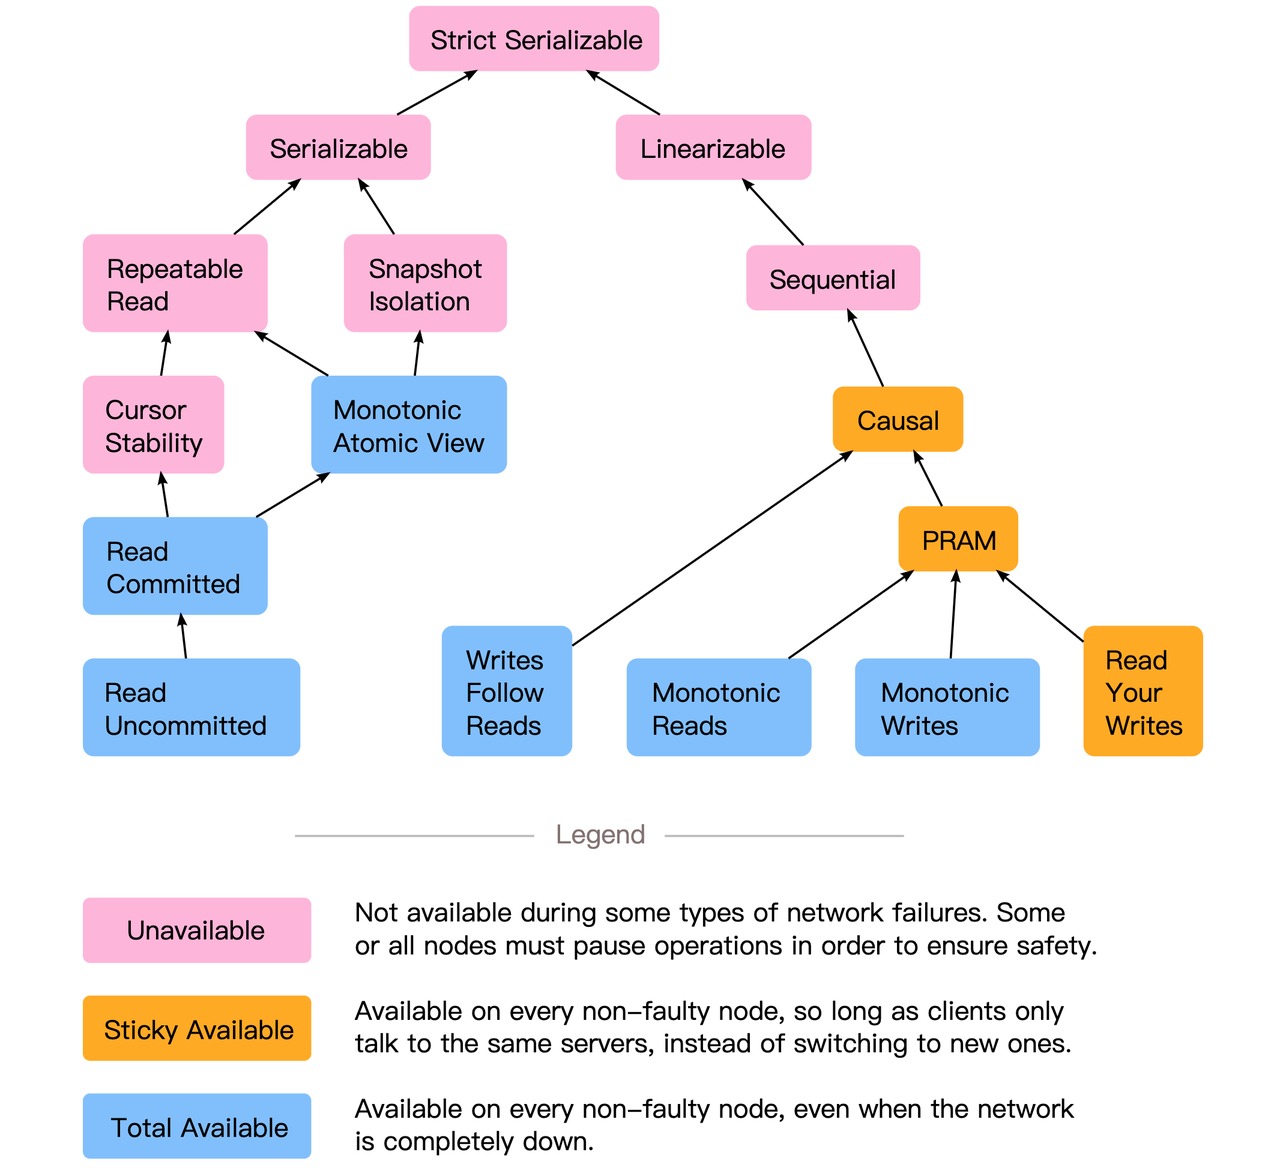 Strict Serializable
Serializable
Linearizable
Repeatable
Read
Snapshot
Isolation
Sequential
Cursor
Stability
Monotonic
Atomic View
Causal
Read
Committed
PRAM
Read
Uncommitted
Writes
Follow
Reads
Monotonic
Reads
Monotonic
Writes
Read
Your
Writes
Legend
Unavailable
Not available during some types of network failures. Some
or all nodes must pause operations in order to ensure safety.
Sticky Available
Available on every non–faulty node, so long as clients only
talk to the same servers, instead of switching to new ones.
Total Available
Available on every non–faulty node, even when the network
is completely down.